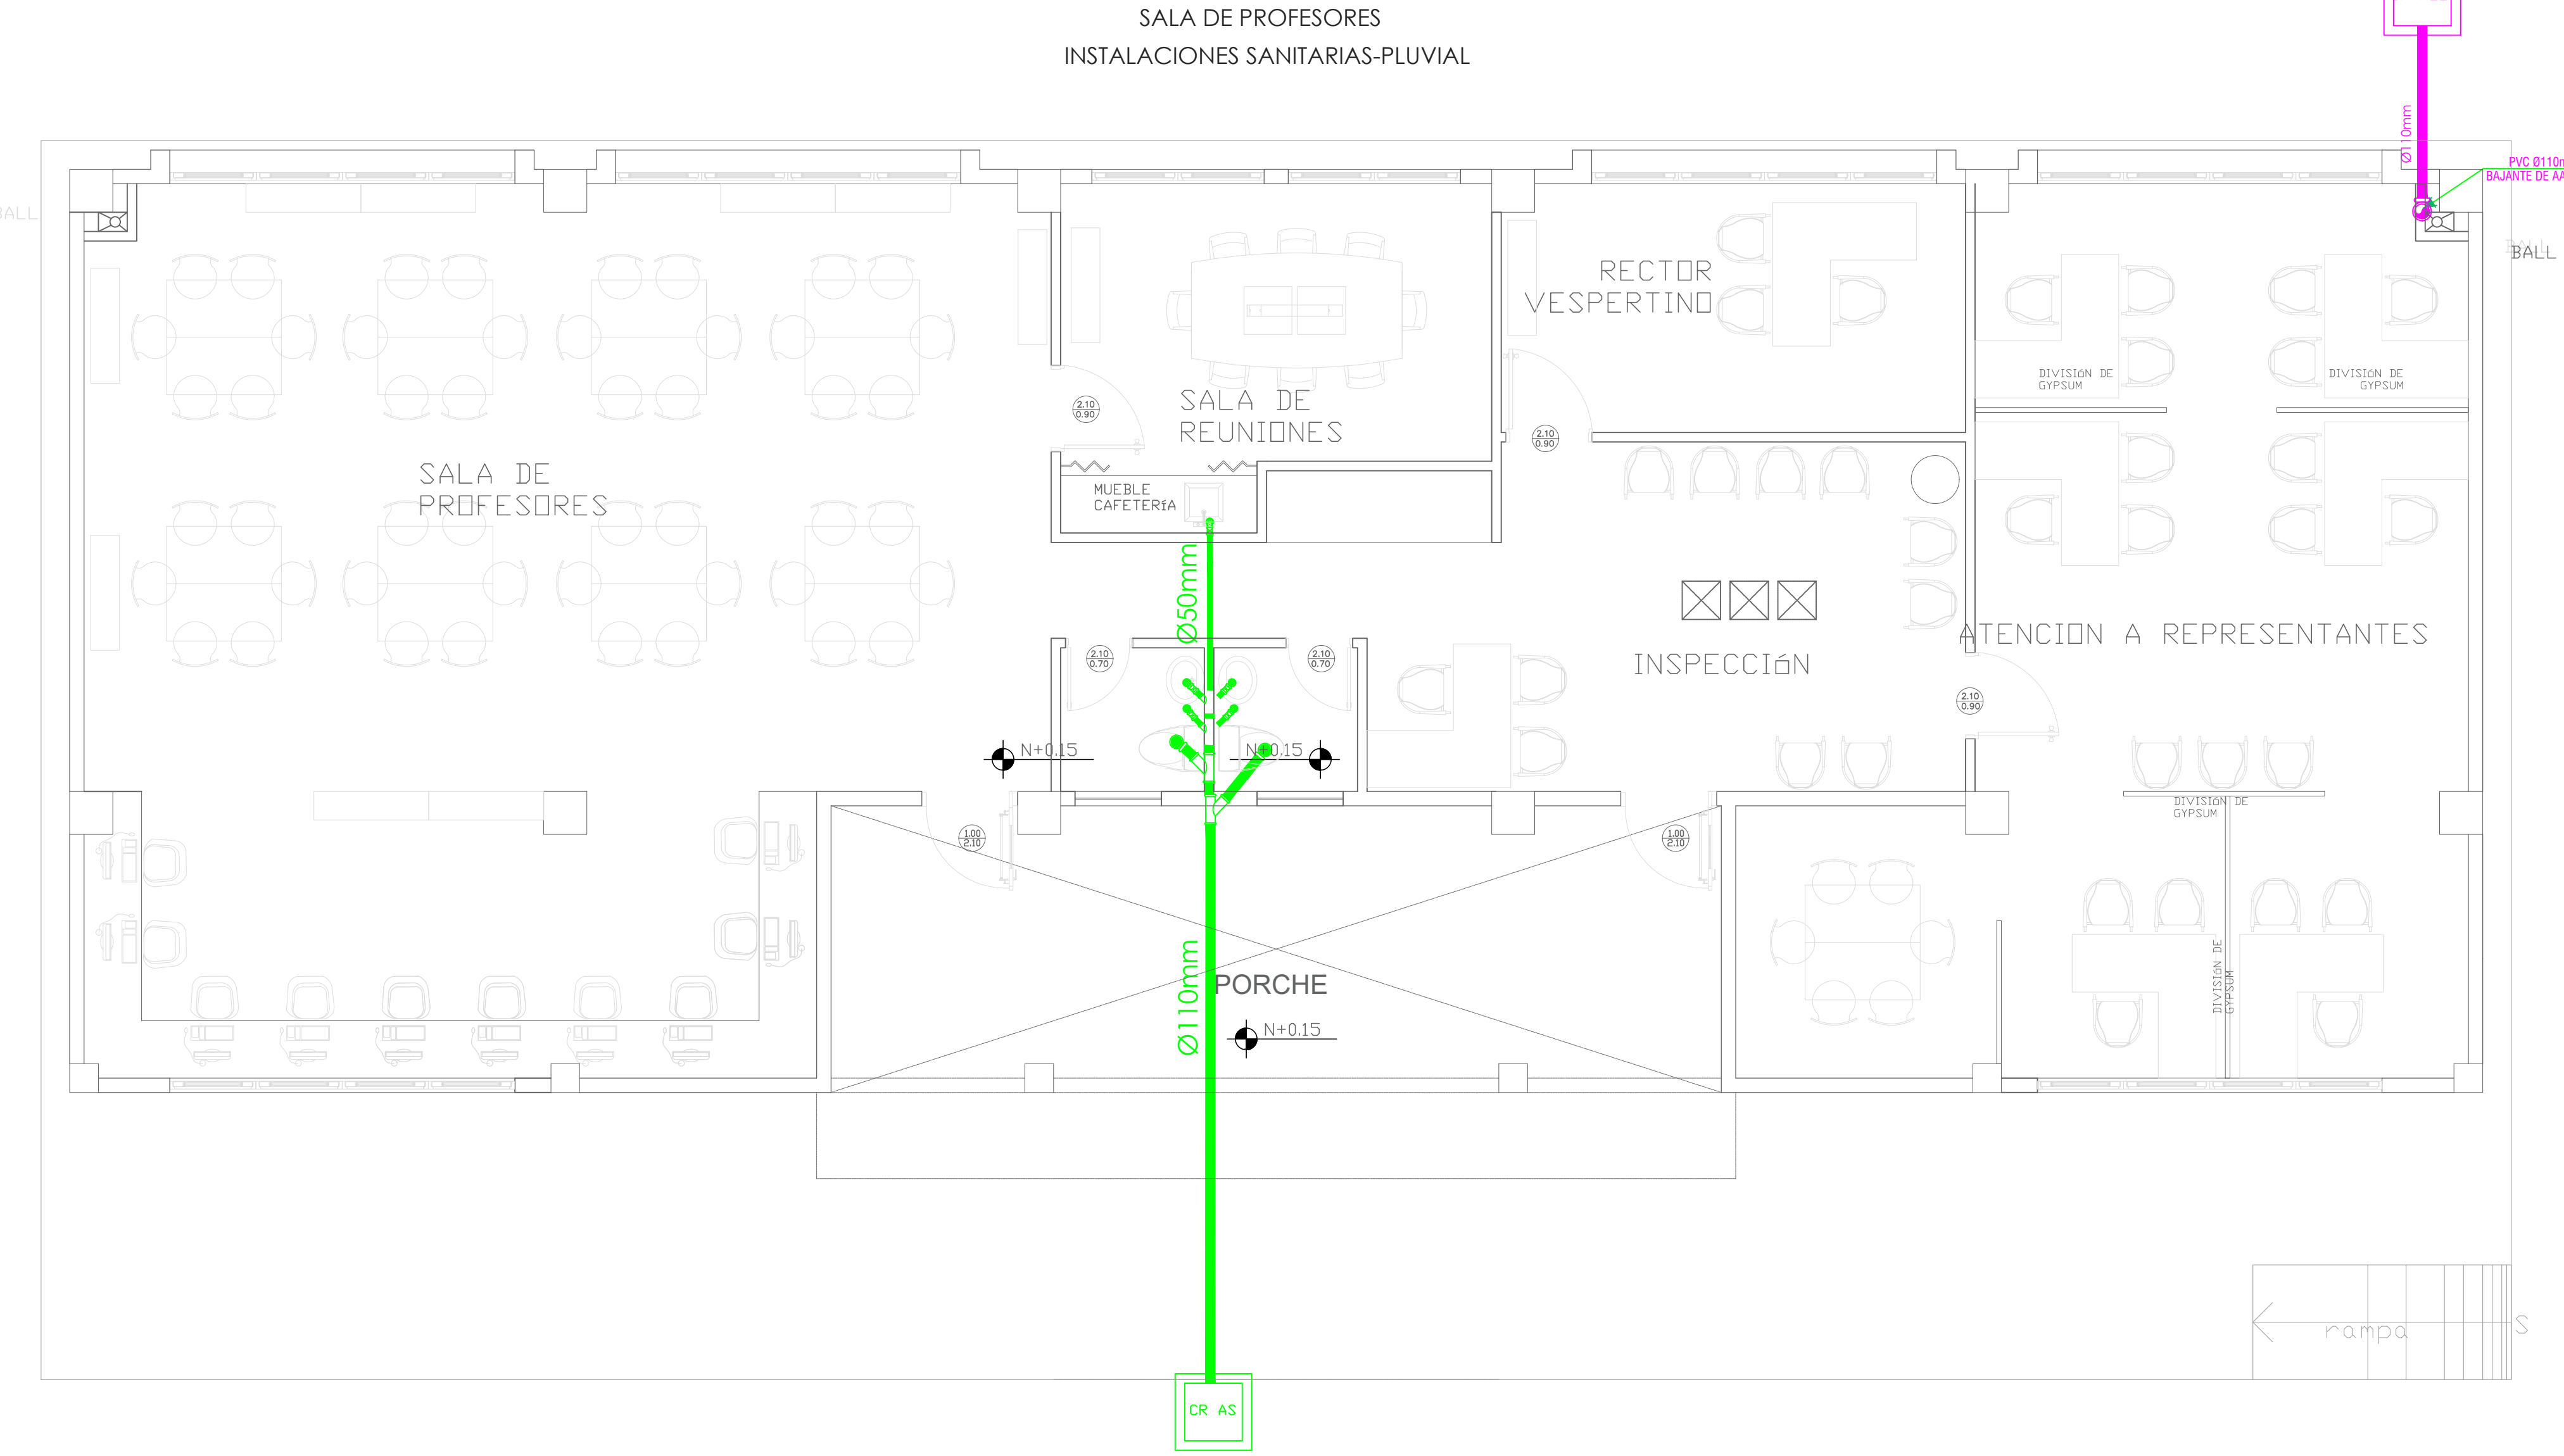 SALA DE PROFESORES
INSTALACIONES SANITARIAS-PLUVIAL
Ø110mm
PVC Ø110m
BAJANTE DE AA
BALL
BALL
BALL
RECTOR
VESPERTINO
DIVISIóN DE
GYPSUM
DIVISIóN DE
GYPSUM
2.10
0.90
SALA DE
REUNIONES
2.10
0.90
SALA DE
PROFESORES
MUEBLE
CAFETERíA
Ø50mm
ATENCION A REPRESENTANTES
INSPECCIóN
2.10
0.70
2.10
0.70
2.10
0.90
N+0.15
N+0.15
DIVISIóN DE
GYPSUM
1.00
2.10
1.00
2.10
Ø110mm
PORCHE
DIVISIóN DE
GYPSUM
N+0.15
rampa
S
CR AS